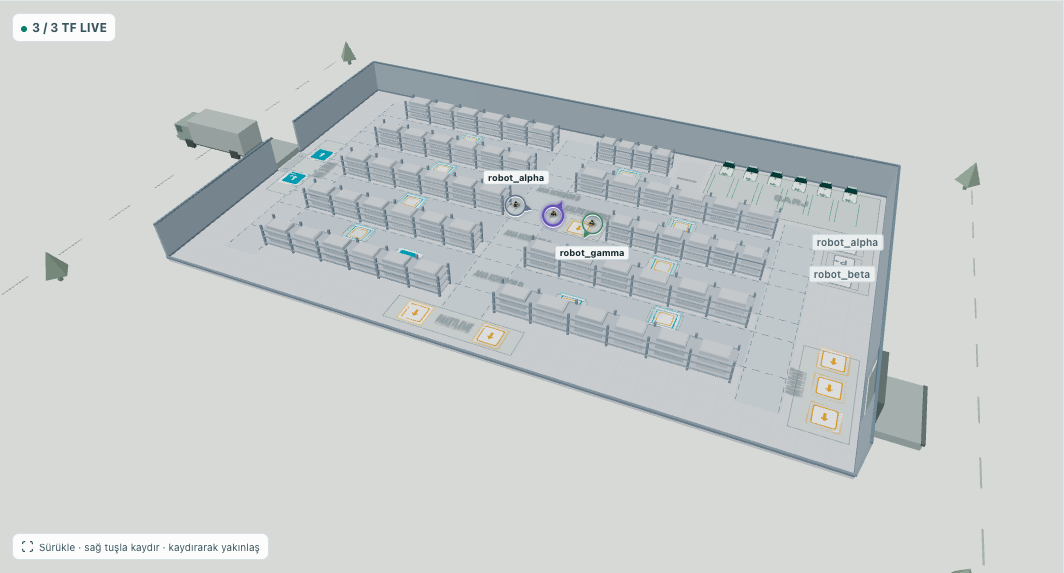 3 / 3 TF LIVE
robot_alpha
robot_gamma
robot_alpha
robot_beta
Sürükle · sağ tuşla kaydır · kaydırarak yakınlaş